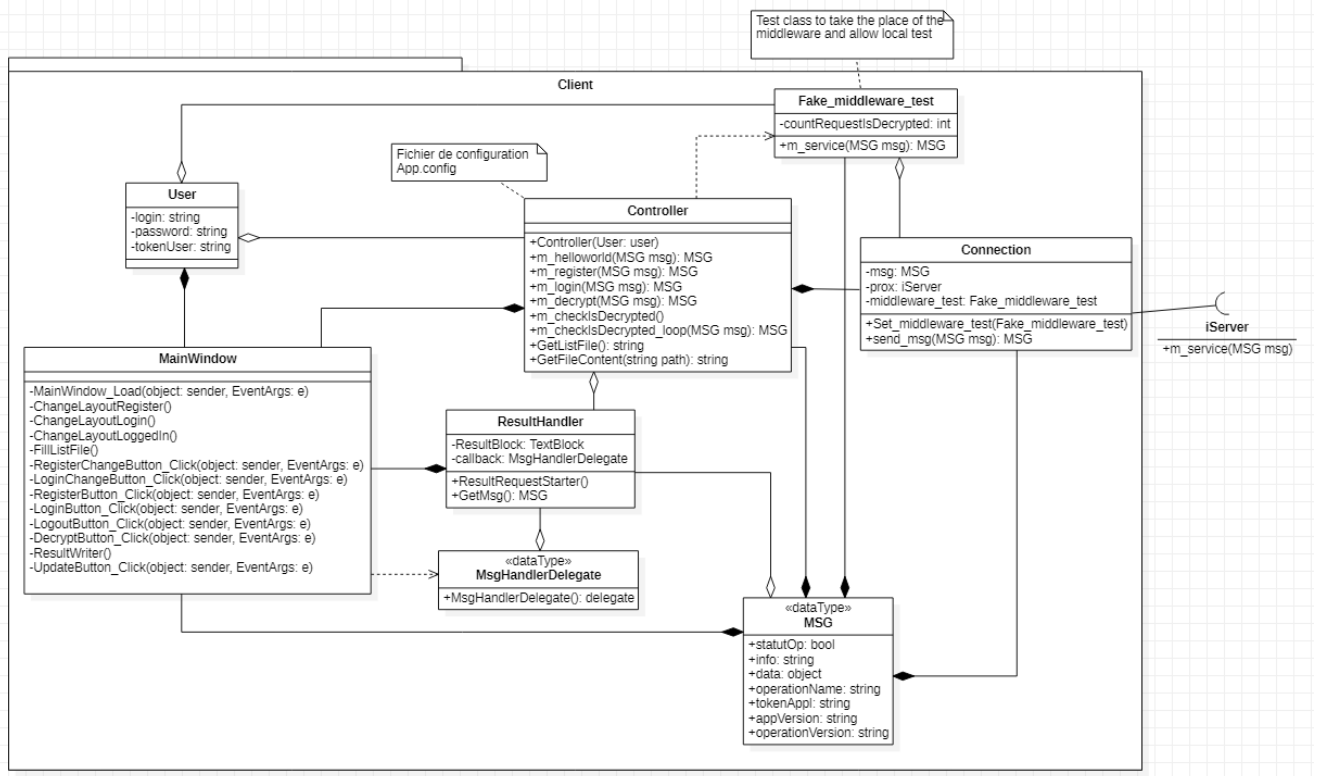 Test class to take the place of the
middleware and allow local test
Client
Fake_middleware_test
-countRequestIsDecrypted: int
+m_service(MSG msg): MSG
Fichier de configuration
App.config
User
-login: string
-password: string
-tokenUser: string
Controller
+Controller(User: user)
+m_helloworld(MSG msg): MSG
+m_register(MSG msg): MSG
+m_login(MSG msg): MSG
+m_decrypt(MSG msg): MSG
+m_checkIsDecrypted()
+m_checkIsDecrypted_loop(MSG msg): MSG
+GetListFile(): string
+GetFileContent(string path): string
Connection
-msg: MSG
-prox: iServer
-middleware_test: Fake_middleware_test
+Set_middleware_test(Fake_middleware_test)
+send_msg(MSG msg): MSG
iServer
+m_service(MSG msg)
MainWindow
-MainWindow_Load(object: sender, EventArgs: e)
-ChangeLayoutRegister()
-ChangeLayoutLogin()
-ChangeLayoutLoggedIn()
-FillListFile()
-RegisterChangeButton_Click(object: sender, EventArgs: e)
-LoginChangeButton_Click(object: sender, EventArgs: e)
-RegisterButton_Click(object: sender, EventArgs: e)
-LoginButton_Click(object: sender, EventArgs: e)
-LogoutButton_Click(object: sender, EventArgs: e)
-DecryptButton_Click(object: sender, EventArgs: e)
-ResultWriter()
-UpdateButton_Click(object: sender, EventArgs: e)
ResultHandler
-ResultBlock: TextBlock
-callback: MsgHandlerDelegate
+ResultRequestStarter()
+GetMsg(): MSG
«dataType»
MsgHandlerDelegate
+MsgHandlerDelegate(): delegate
«dataType»
MSG
+statutOp: bool
+info: string
+data: object
+operationName: string
+tokenAppl: string
+appVersion: string
+operationVersion: string